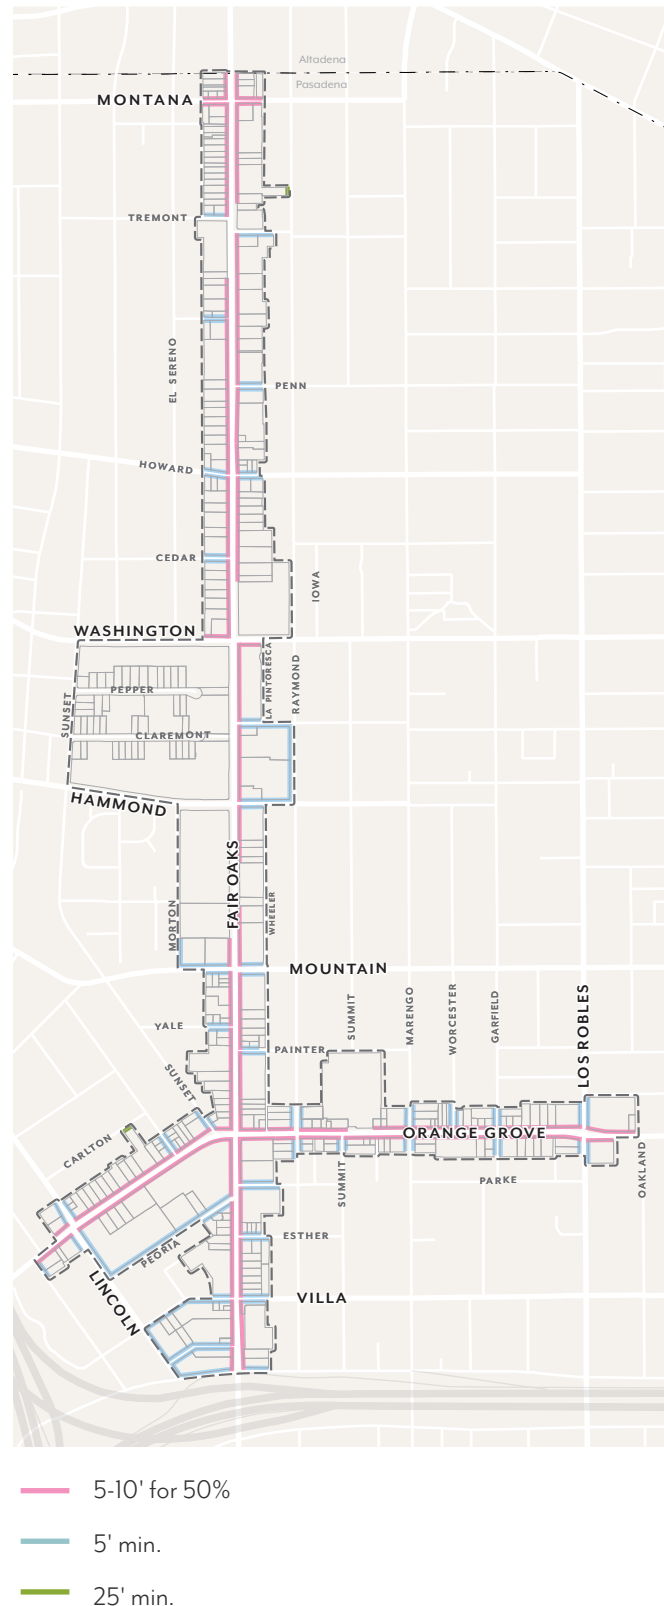 Altadena
Pasadena
MONTANA
TREMONT
EL SERENO
PENN
HOWARD
CEDAR
IOWA
WASHINGTON
LA PINTORESCA
RAYMOND
SUNSET
PEPPER
CLAREMONT
HAMMOND
FAIR OAKS
MORTON
WHEELER
MOUNTAIN
SUMMIT
MARENGO
WORCESTER
GARFIELD
LOS ROBLES
YALE
PAINTER
SUNSET
CARLTON
ORANGE GROVE
SUMMIT
PARKE
OAKLAND
PEORIA
ESTHER
LINCOLN
VILLA
5-10' for 50%
5' min.
25' min.